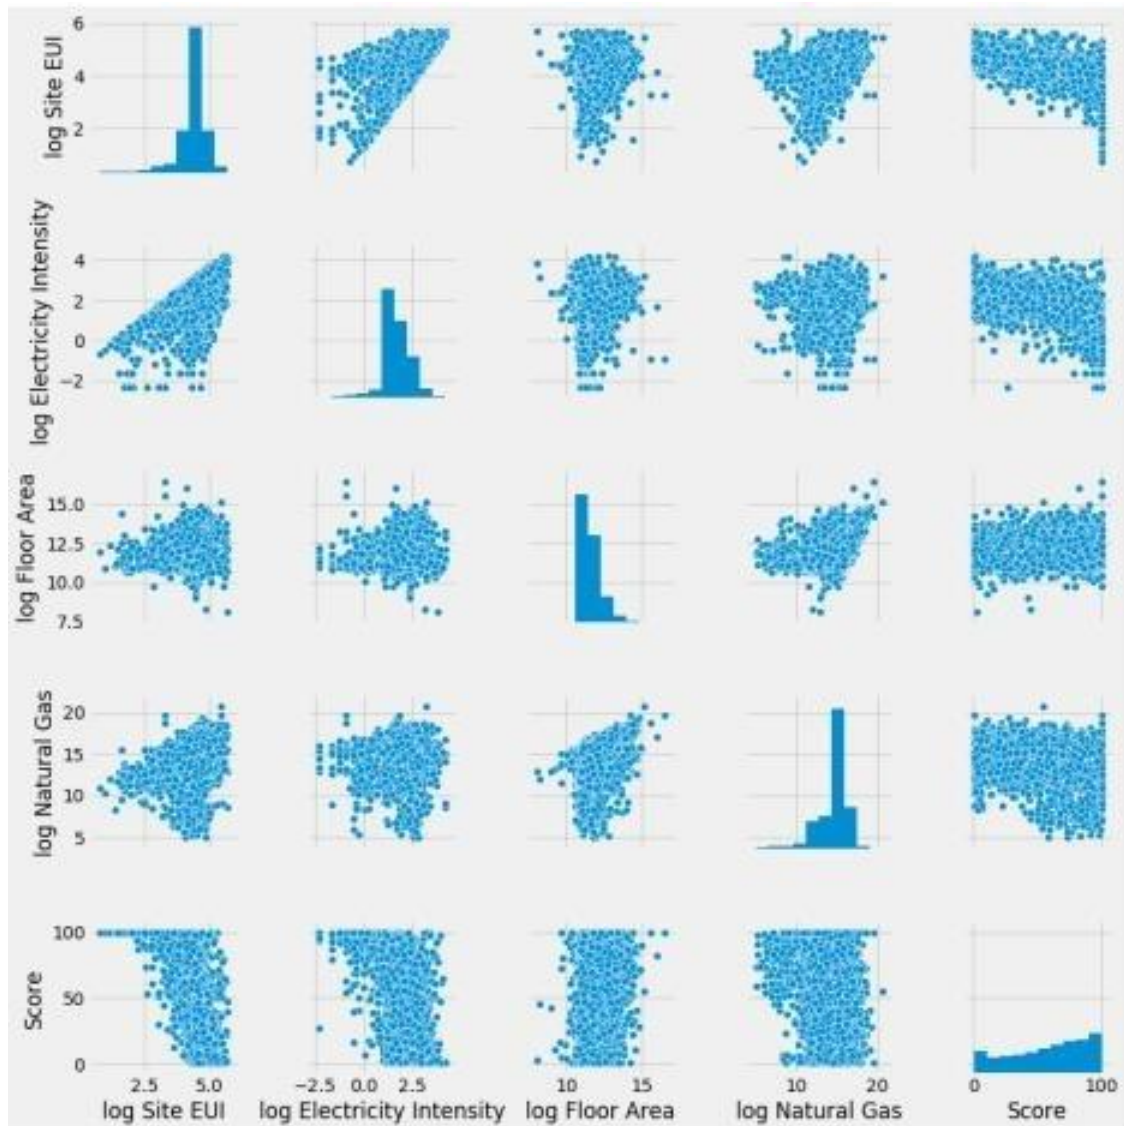 6
4
2
log Site EUI
4
2
0
−2
log Electricity Intensity
15.0
12.5
10.0
7.5
log Floor Area
20
15
10
5
log Natural Gas
100
50
0
Score
2.5 5.0 −2.5 0.0 2.5 10 15 10 20 0 100
log Site EUI log Electricity Intensity log Floor Area log Natural Gas Score